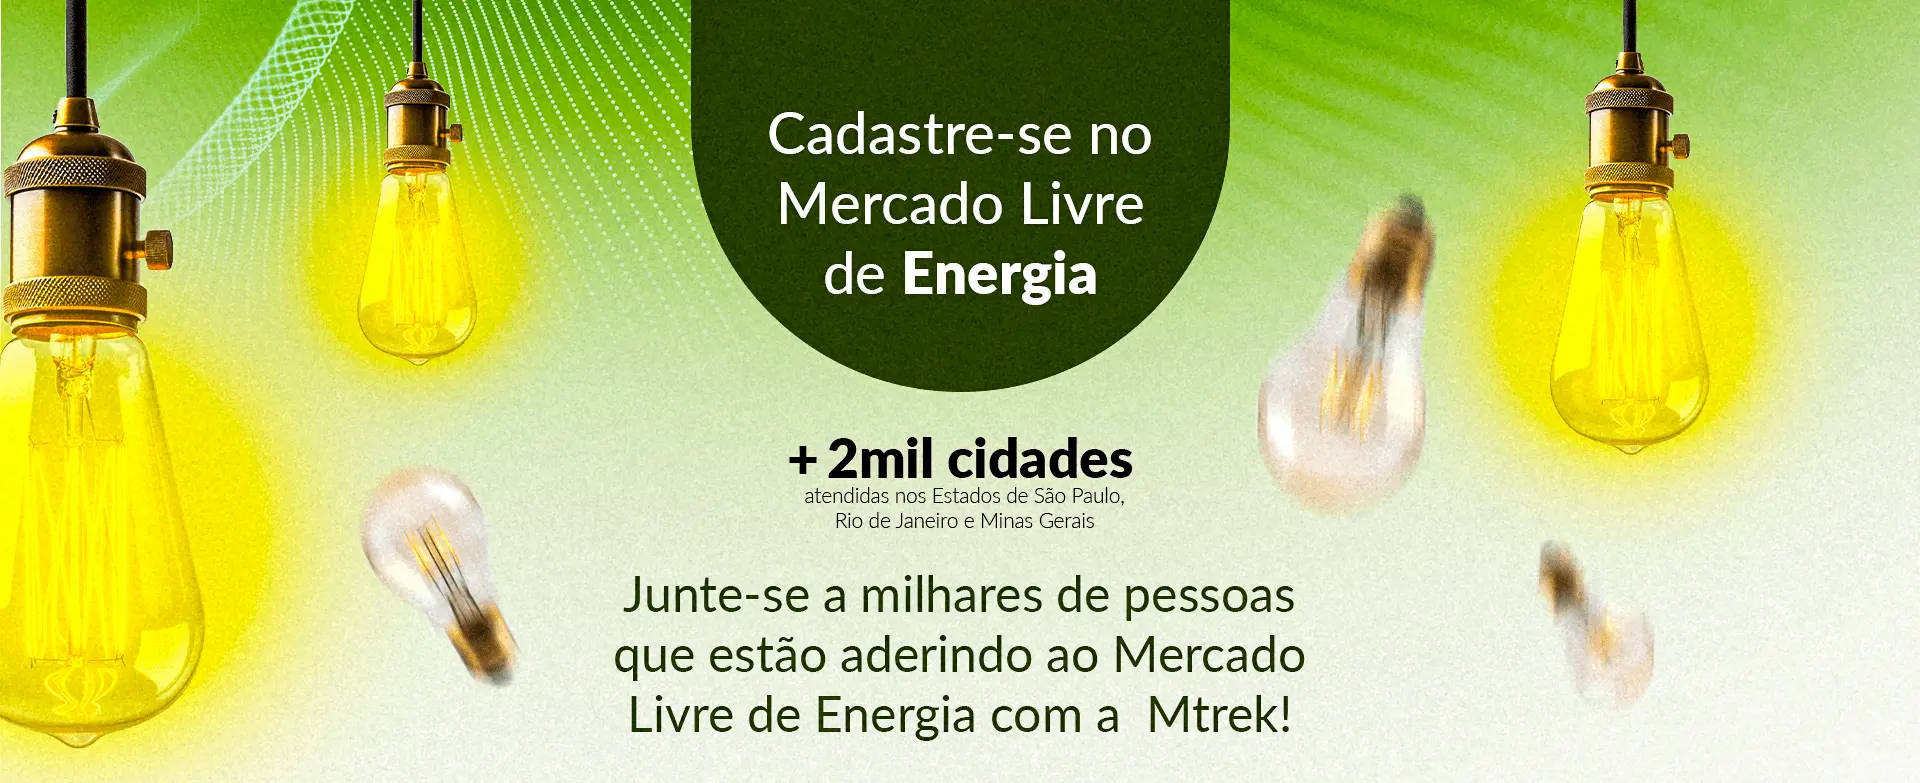 Cadastre-se no
Mercado Livre
de Energia
+ 2mil cidades
atendidas nos Estados de São Paulo,
Rio de Janeiro e Minas Gerais
Junte-se a milhares de pessoas
que estão aderindo ao Mercado
Livre de Energia com a  Mtrek!